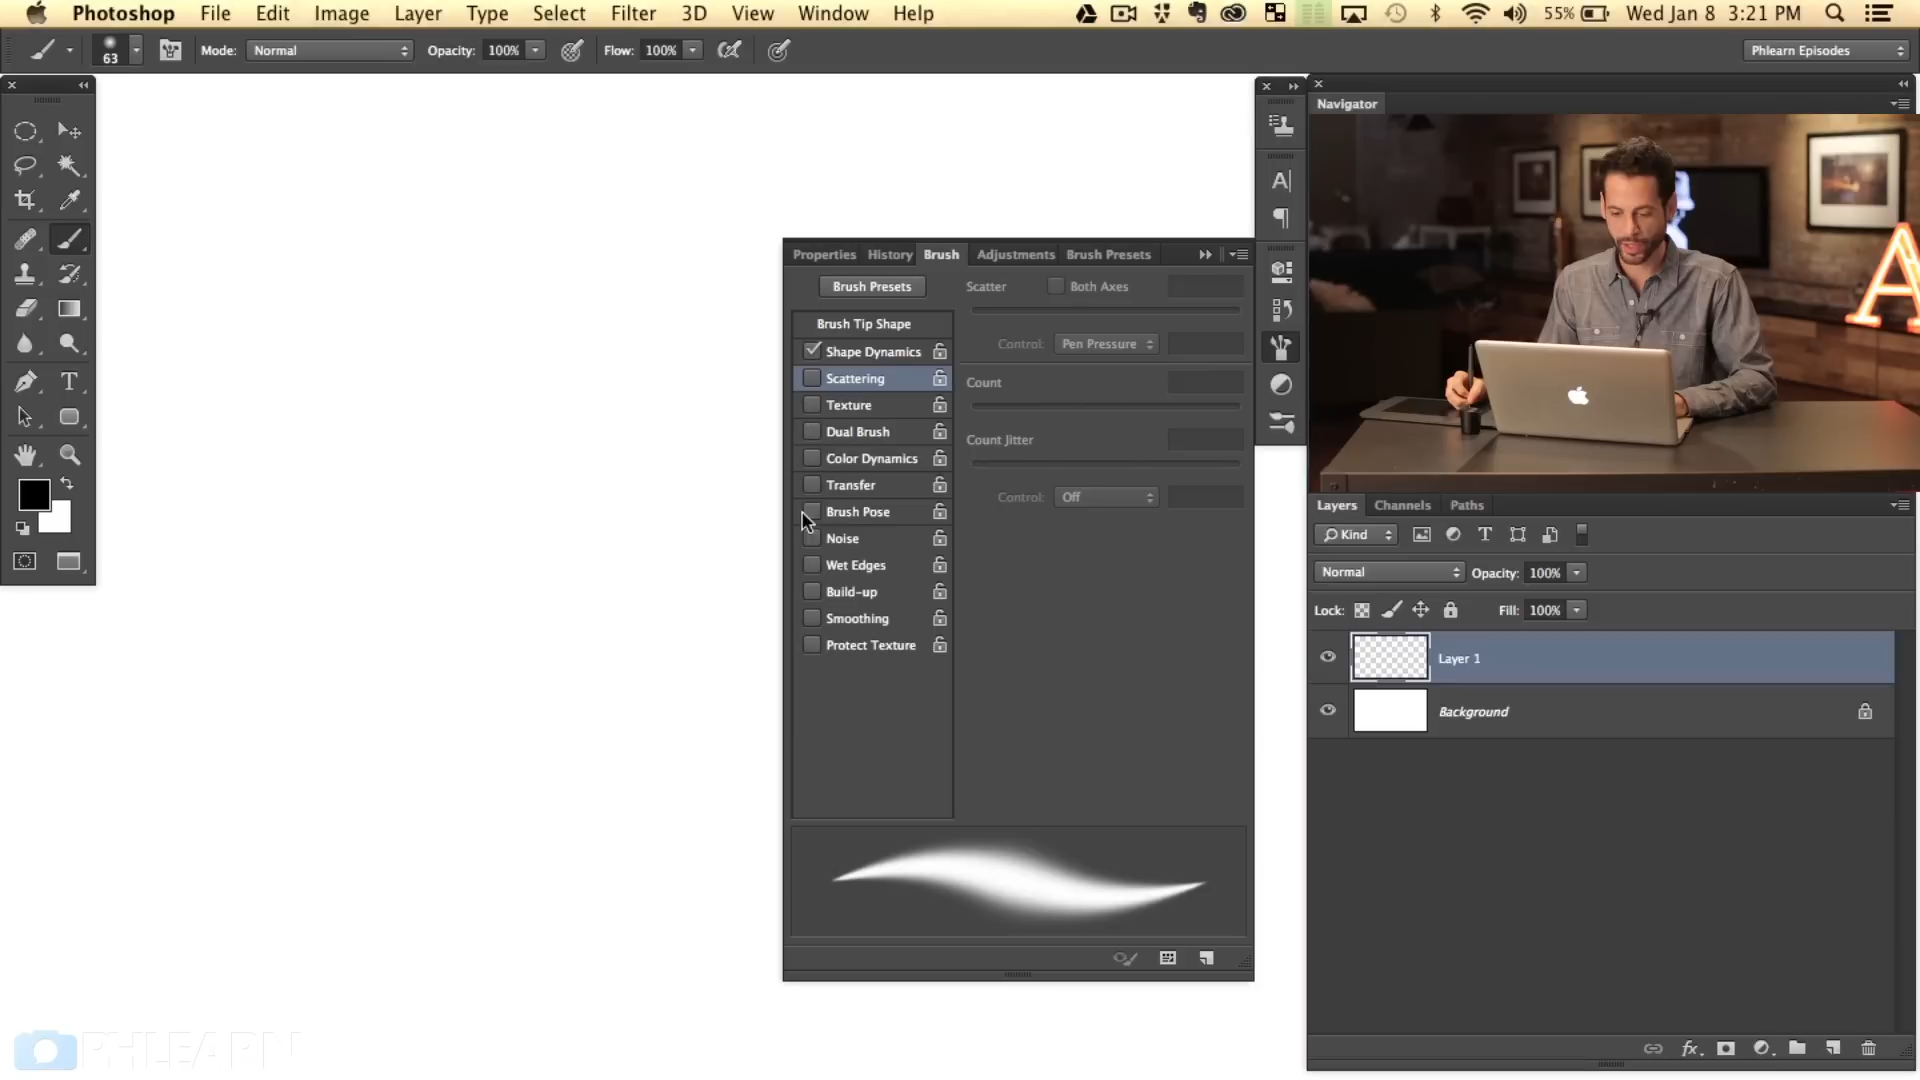 Photoshop File Edit Image Layer Type Select Filter 3D View Window Help 55% Wed Jan 8 3:21 PM
63 Mode: Normal Opacity: 100% Flow: 100% Phlearn Episodes
Navigator
Properties History Brush Adjustments Brush Presets
Brush Presets
Brush Tip Shape
Shape Dynamics
Scattering
Texture
Dual Brush
Color Dynamics
Transfer
Brush Pose
Noise
Wet Edges
Build-up
Smoothing
Protect Texture
Scatter Both Axes
Control: Pen Pressure
Count
Count Jitter
Control: Off
Layers Channels Paths
Kind
Normal Opacity: 100%
Lock: Fill: 100%
Layer 1
Background
PHLEARN